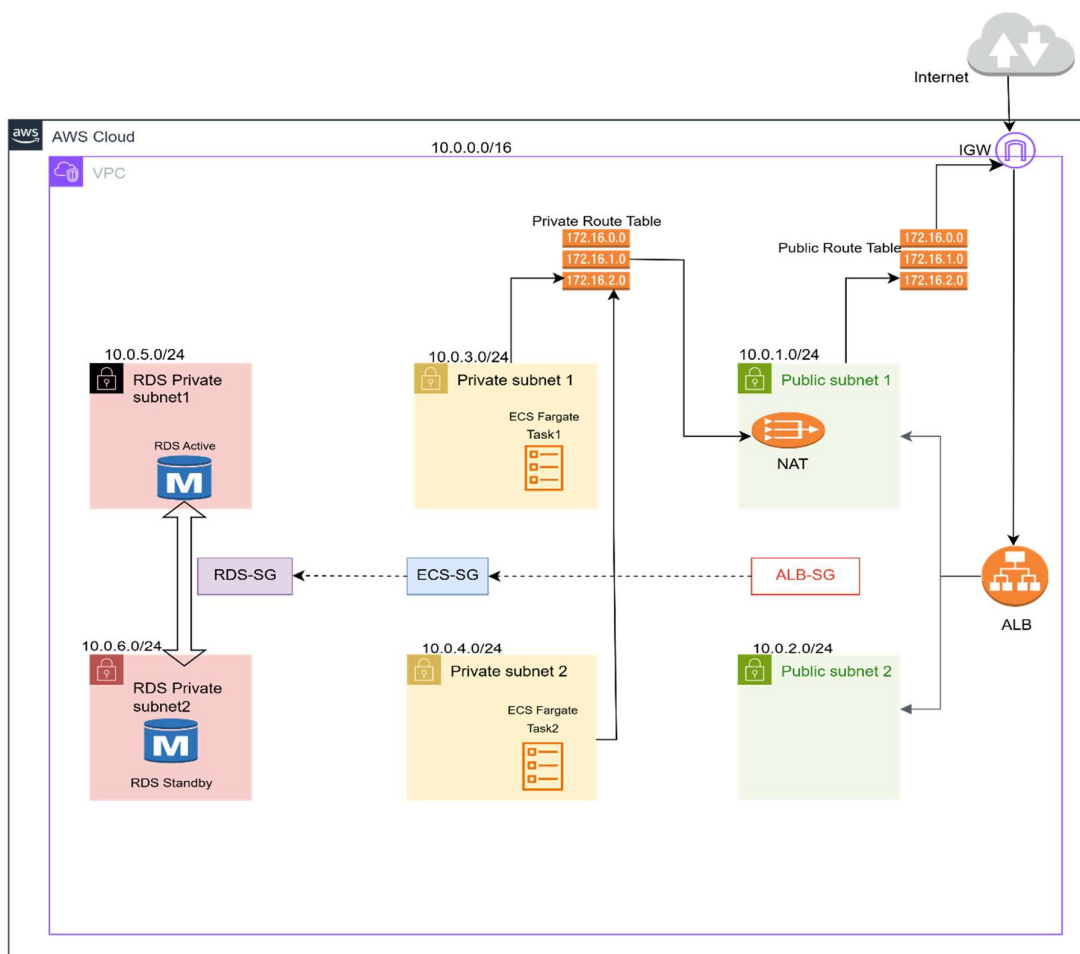 Internet
aws
AWS Cloud
10.0.0.0/16
IGW
VPC
Private Route Table
172.16.0.0
172.16.1.0
172.16.2.0
Public Route Table
172.16.0.0
172.16.1.0
172.16.2.0
10.0.5.0/24
RDS Private
subnet1
RDS Active
M
10.0.3.0/24
Private subnet 1
ECS Fargate
Task1
10.0.1.0/24
Public subnet 1
NAT
RDS-SG
ECS-SG
ALB-SG
ALB
10.0.6.0/24
RDS Private
subnet2
M
RDS Standby
10.0.4.0/24
Private subnet 2
ECS Fargate
Task2
10.0.2.0/24
Public subnet 2